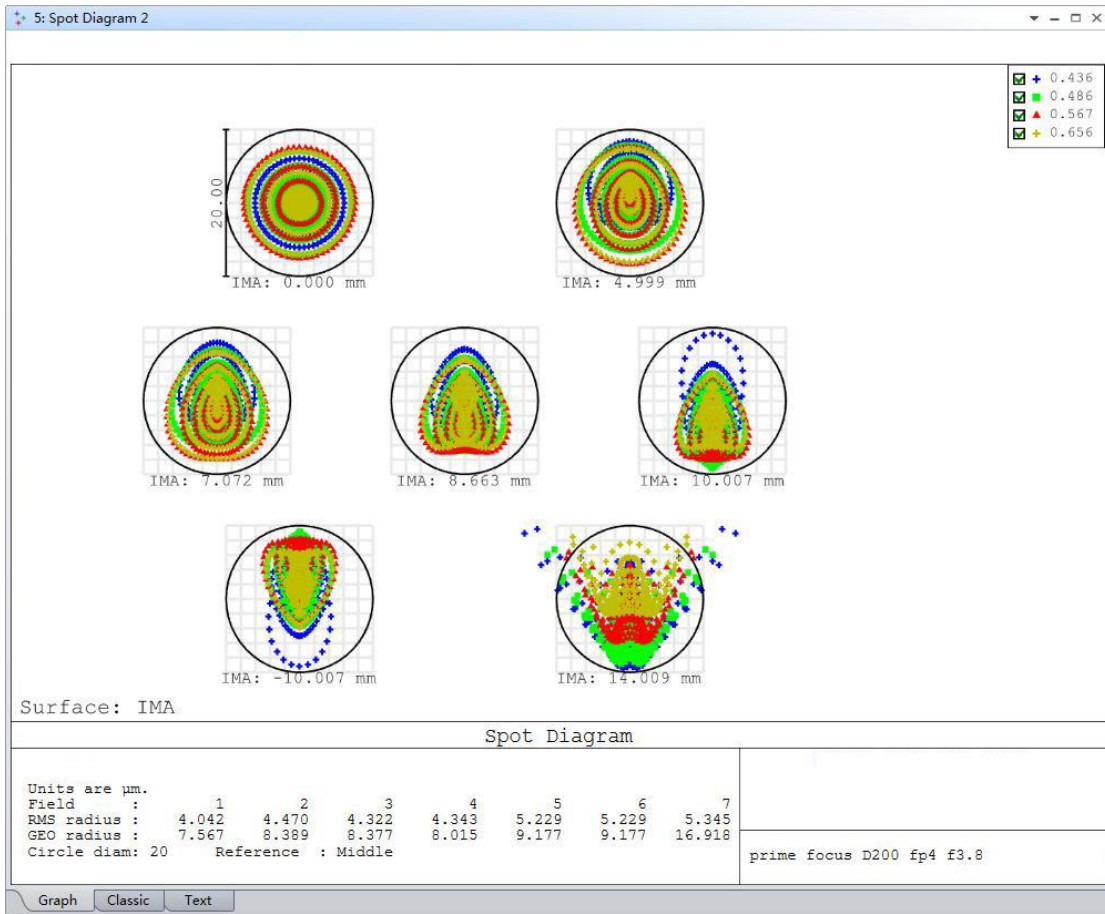 5: Spot Diagram 2
0.436
0.486
0.567
0.656
20.00
IMA: 0.000 mm
IMA: 4.999 mm
IMA: 7.072 mm
IMA: 8.663 mm
IMA: 10.007 mm
IMA: -10.007 mm
IMA: 14.009 mm
Surface: IMA
Spot Diagram
Units are µm.
Field : 1 2 3 4 5 6 7
RMS radius : 4.042 4.470 4.322 4.343 5.229 5.229 5.345
GEO radius : 7.567 8.389 8.377 8.015 9.177 9.177 16.918
Circle diam: 20 Reference : Middle
prime focus D200 fp4 f3.8
Graph Classic Text